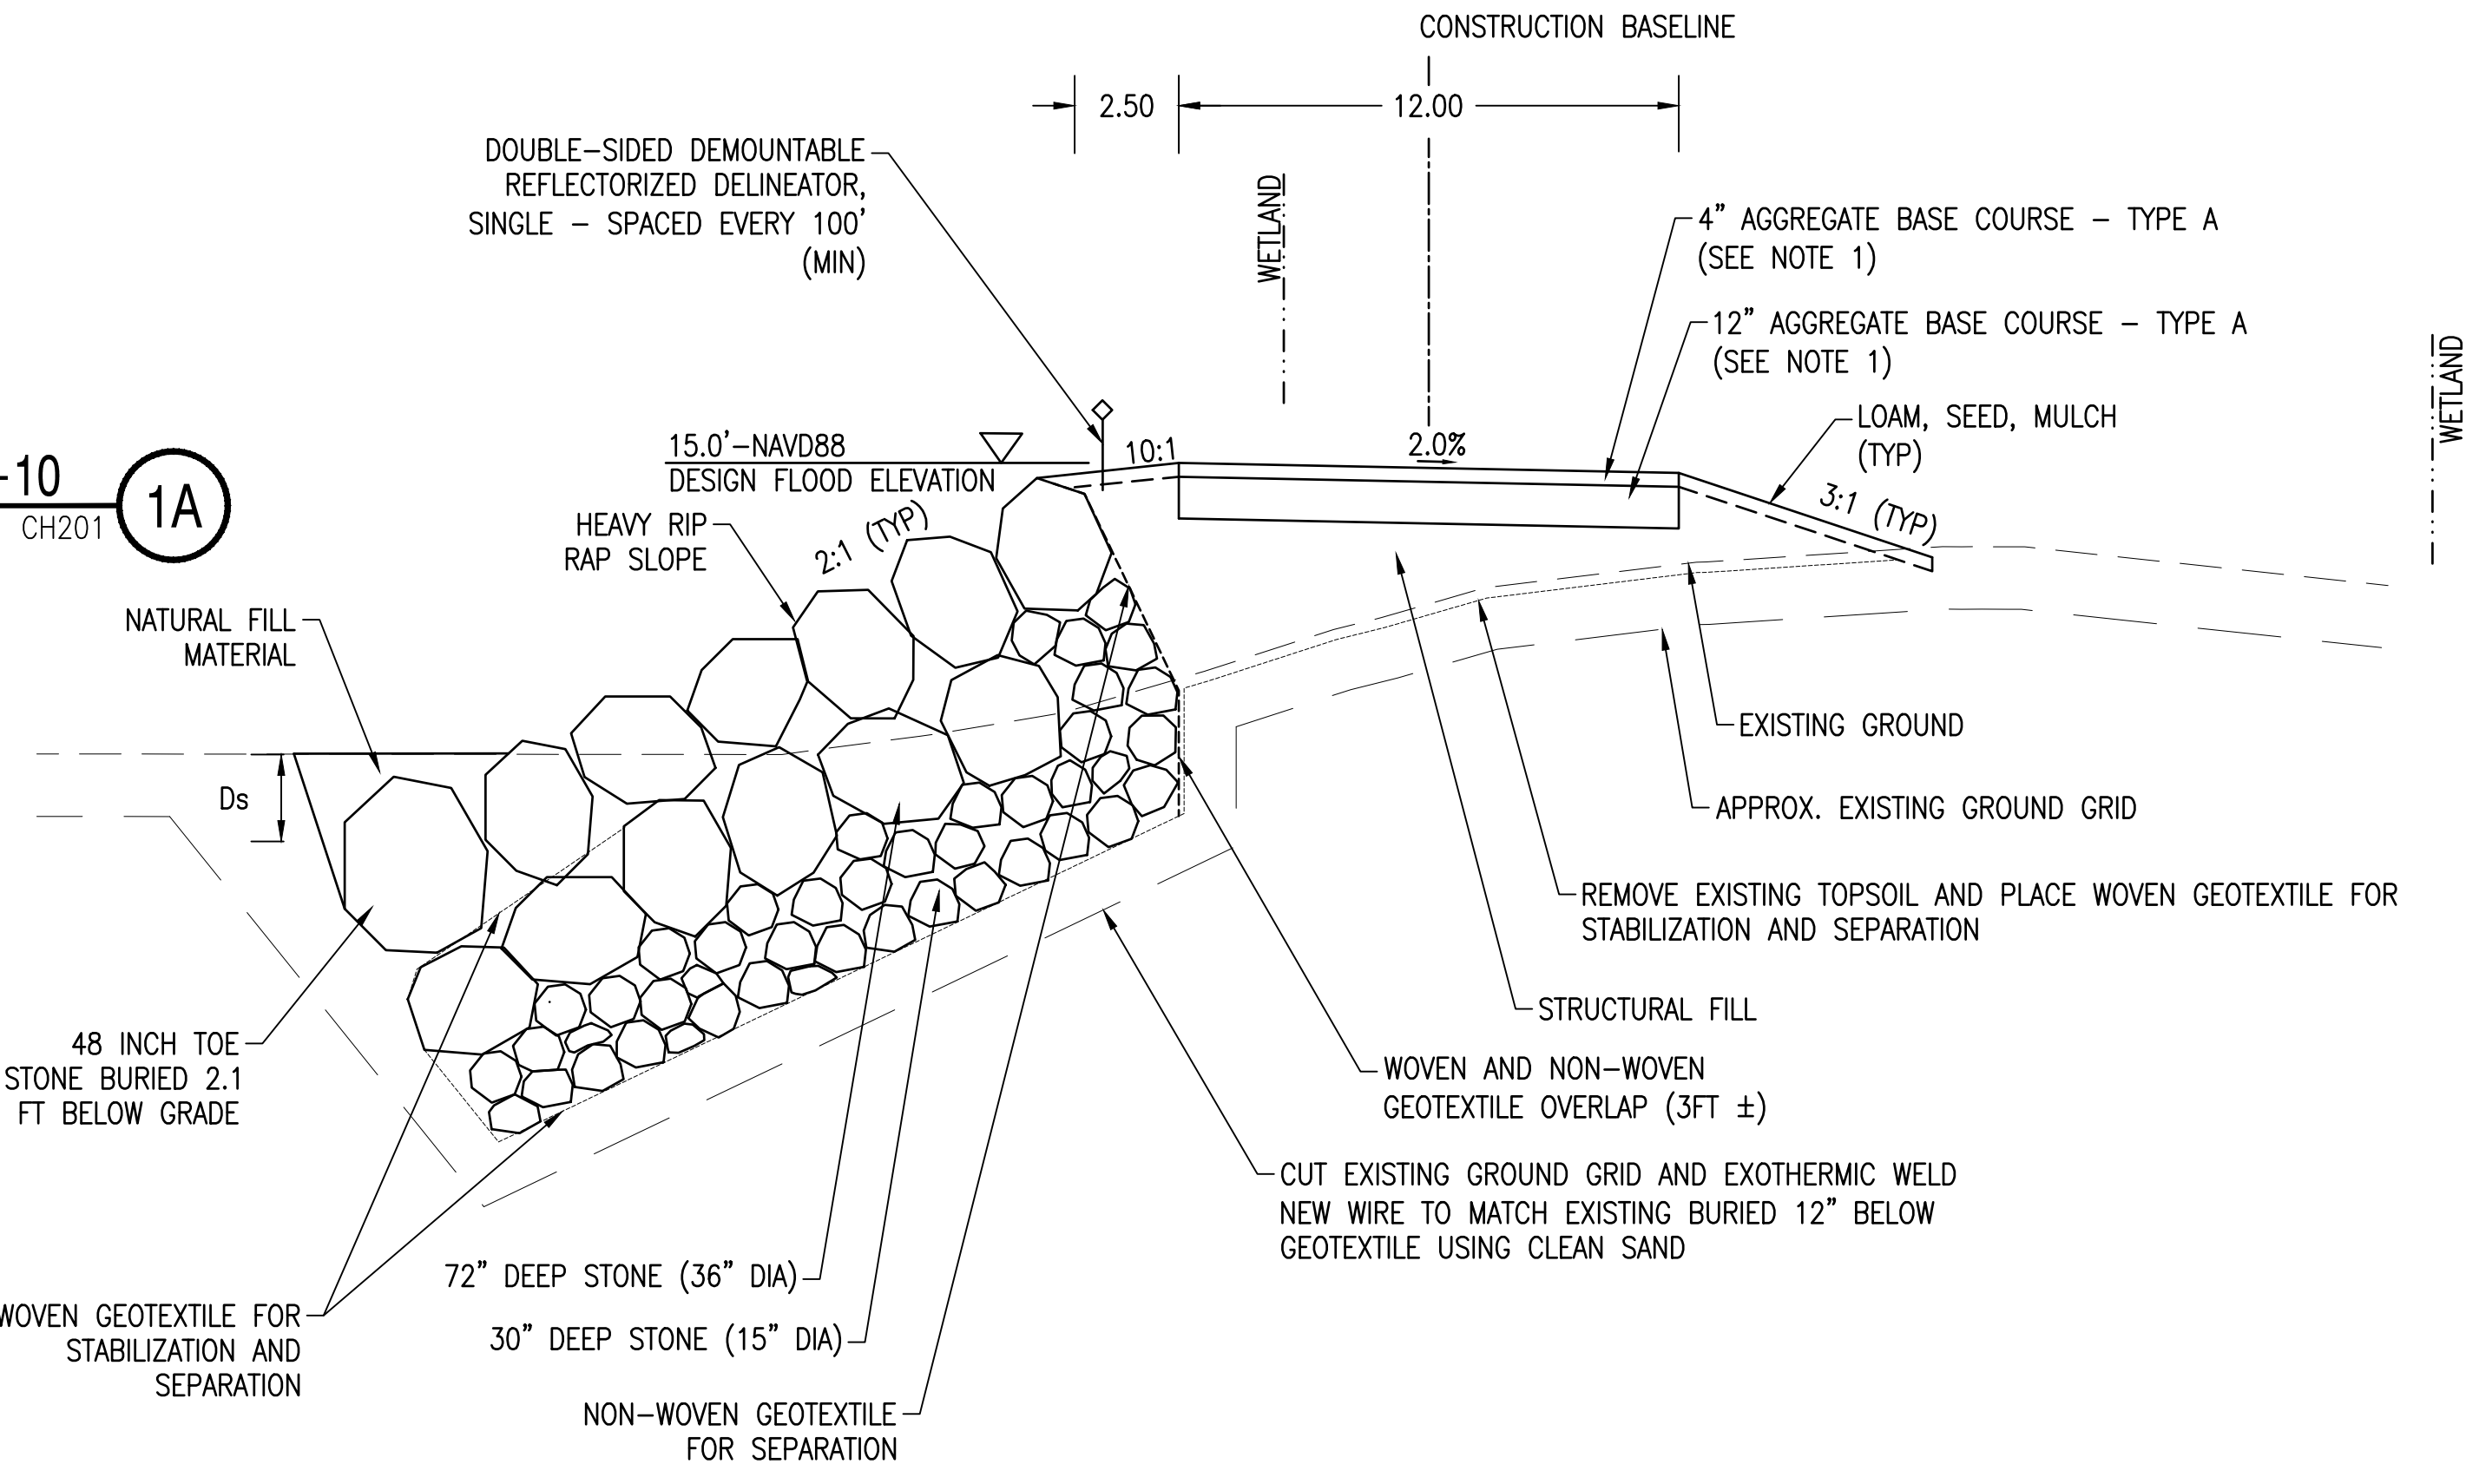 CONSTRUCTION BASELINE
2.50
12.00
DOUBLE-SIDED DEMOUNTABLE
REFLECTORIZED DELINEATOR,
SINGLE - SPACED EVERY 100'
(MIN)
WETLAND
4" AGGREGATE BASE COURSE - TYPE A
(SEE NOTE 1)
12" AGGREGATE BASE COURSE - TYPE A
(SEE NOTE 1)
WETLAND
LOAM, SEED, MULCH
(TYP)
15.0'-NAVD88
DESIGN FLOOD ELEVATION
10:1
2.0%
3:1 (TYP)
-10
CH201
1A
HEAVY RIP
RAP SLOPE
2:1 (TYP)
NATURAL FILL
MATERIAL
Ds
EXISTING GROUND
APPROX. EXISTING GROUND GRID
REMOVE EXISTING TOPSOIL AND PLACE WOVEN GEOTEXTILE FOR
STABILIZATION AND SEPARATION
STRUCTURAL FILL
48 INCH TOE
STONE BURIED 2.1
FT BELOW GRADE
WOVEN AND NON-WOVEN
GEOTEXTILE OVERLAP (3FT ±)
CUT EXISTING GROUND GRID AND EXOTHERMIC WELD
NEW WIRE TO MATCH EXISTING BURIED 12" BELOW
GEOTEXTILE USING CLEAN SAND
72" DEEP STONE (36" DIA)
WOVEN GEOTEXTILE FOR
STABILIZATION AND
SEPARATION
30" DEEP STONE (15" DIA)
NON-WOVEN GEOTEXTILE
FOR SEPARATION